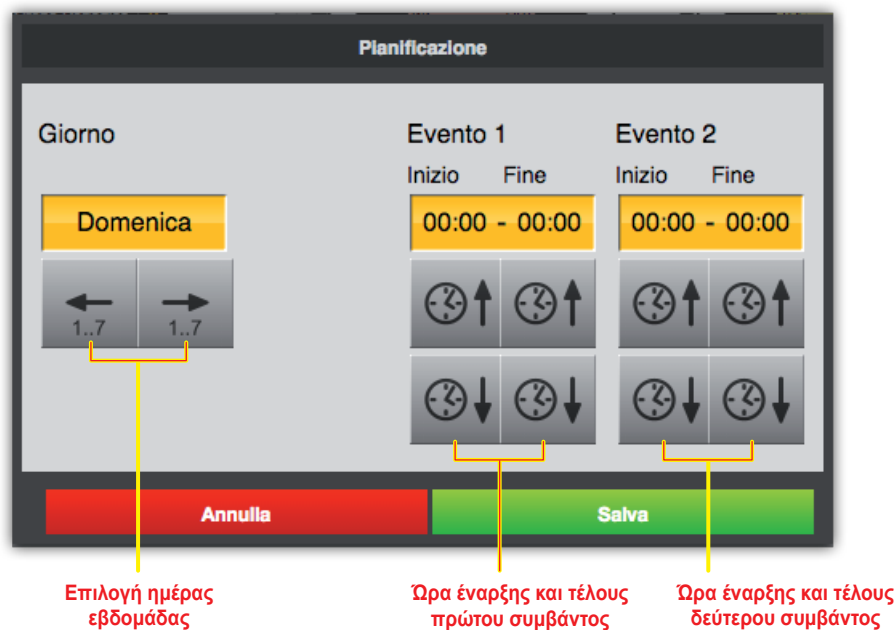 Pianificazione
Giorno
Evento 1
Evento 2
Inizio Fine
Inizio Fine
Domenica
00:00 - 00:00
00:00 - 00:00
1..7
1..7
Annulla
Salva
Επιλογή ημέρας
εβδομάδας
Ώρα έναρξης και τέλους
πρώτου συμβάντος
Ώρα έναρξης και τέλους
δεύτερου συμβάντος